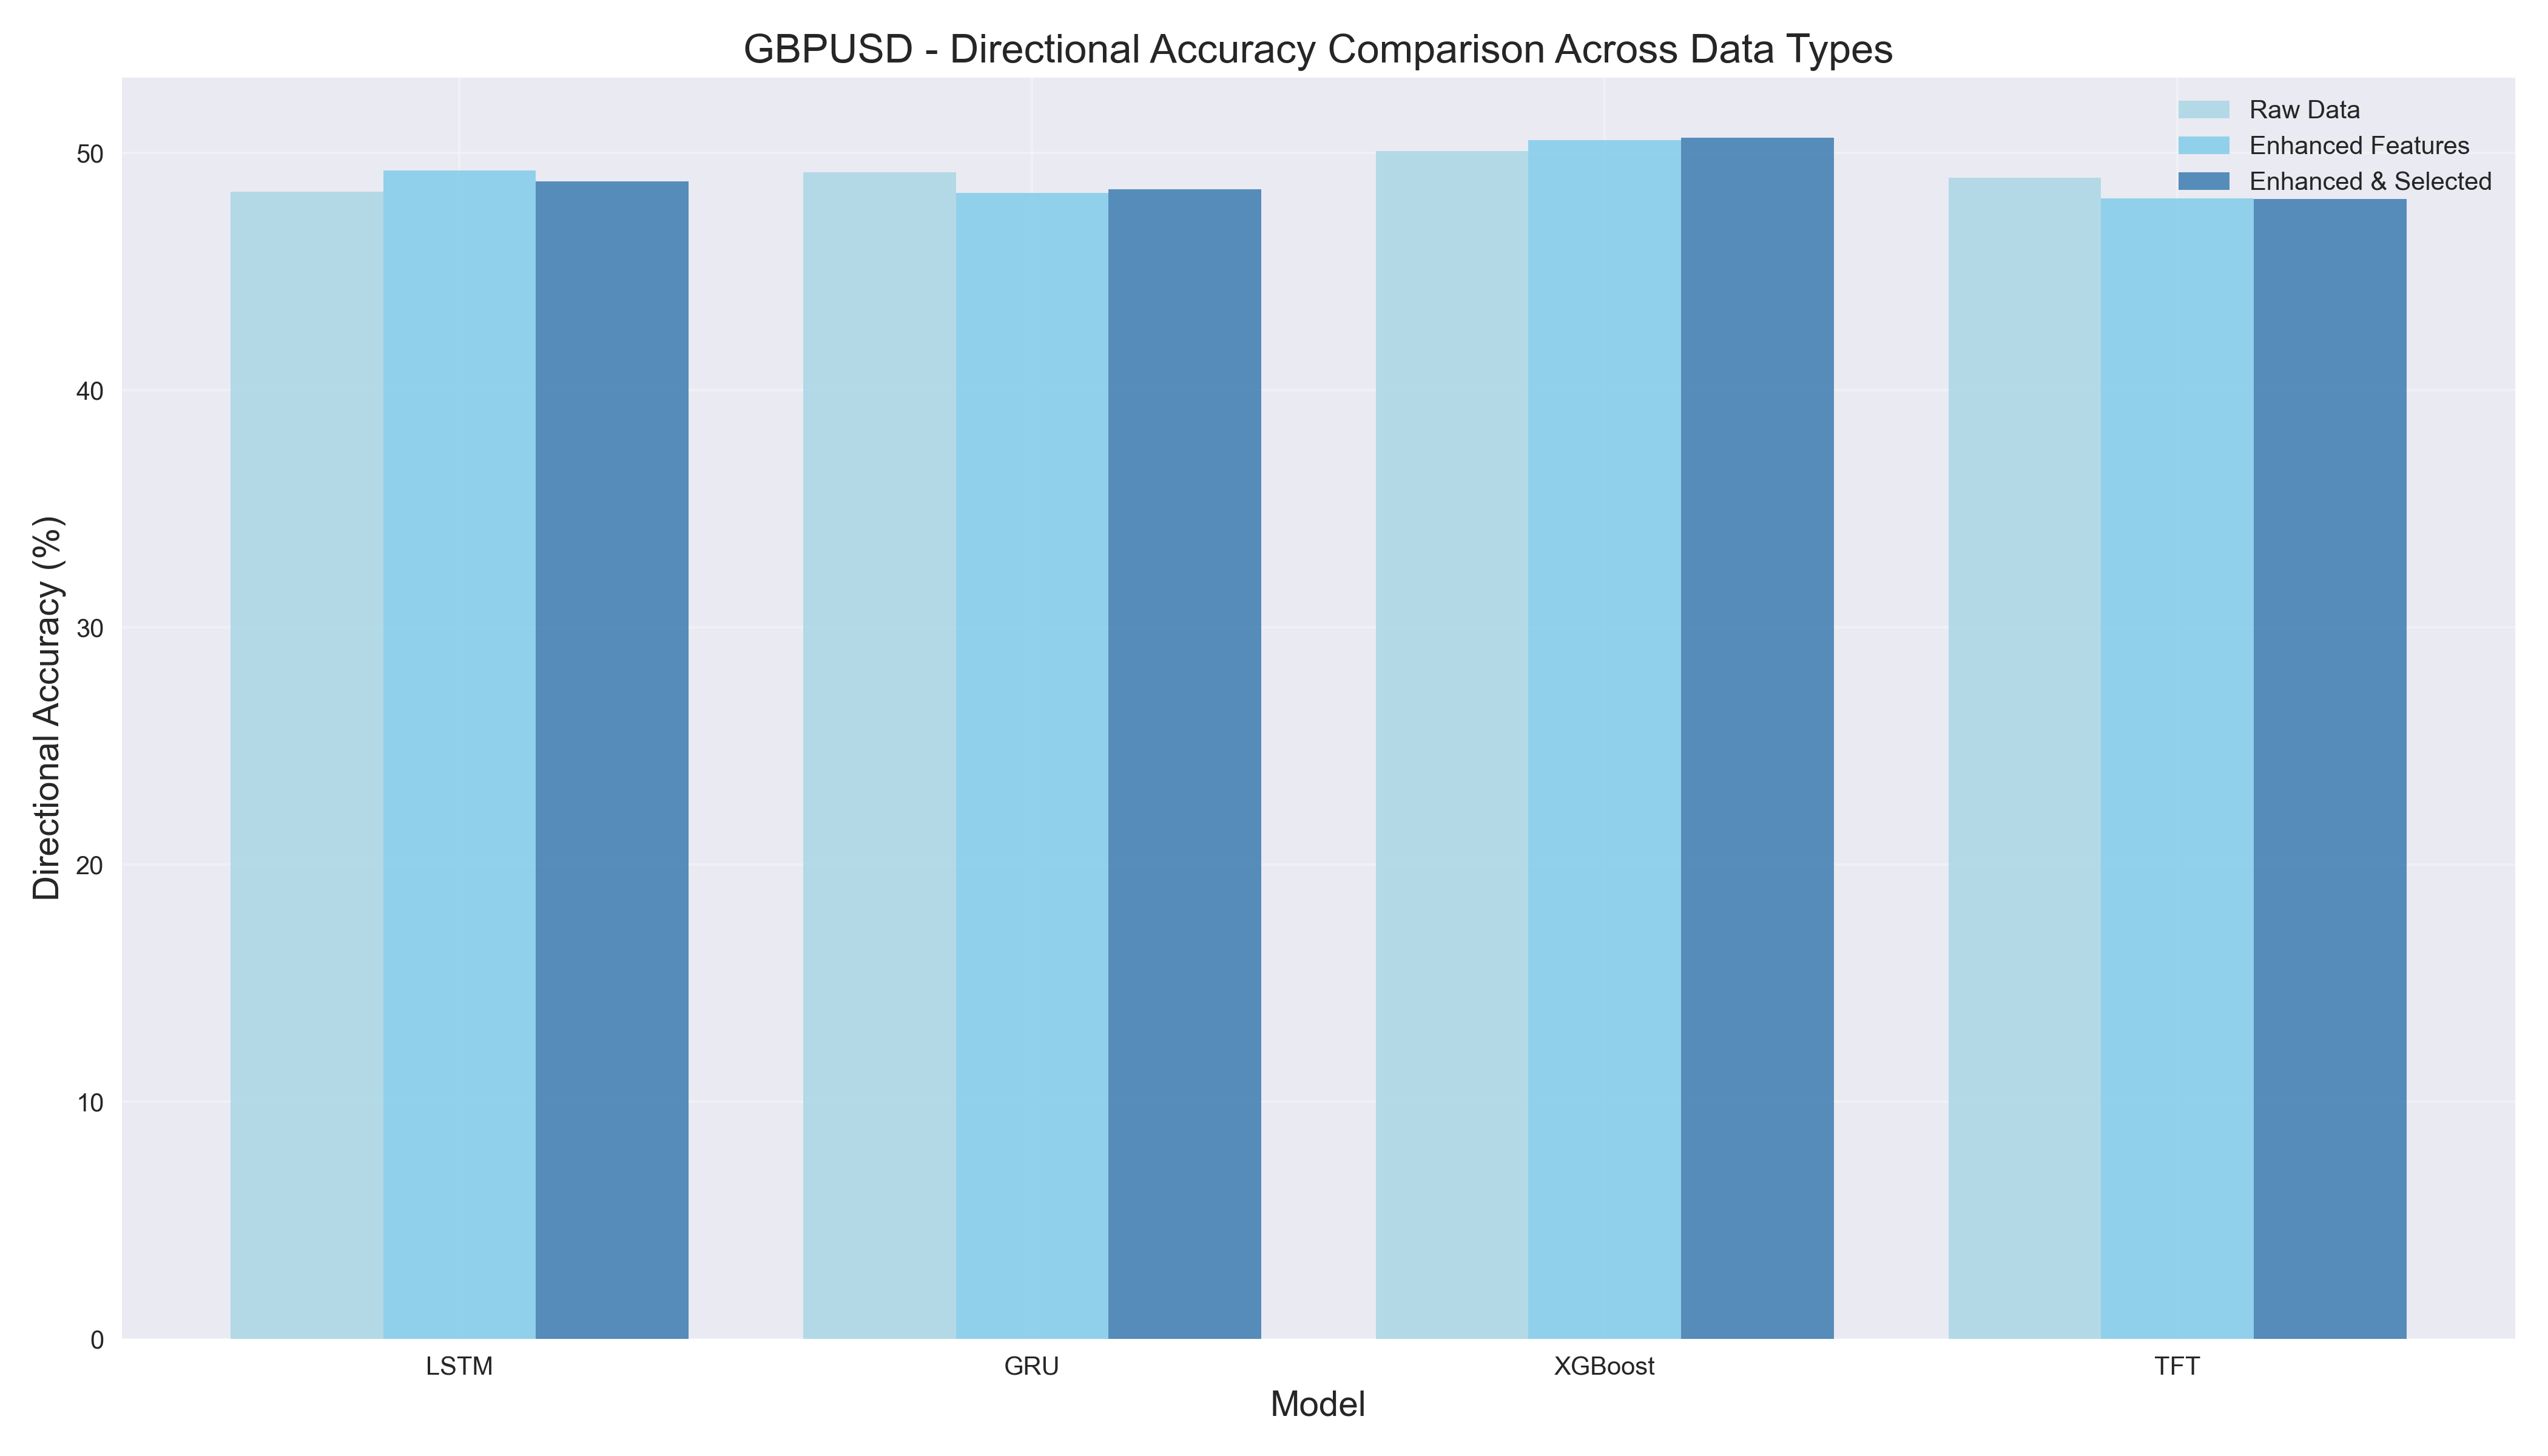 GBPUSD - Directional Accuracy Comparison Across Data Types
Raw Data
Enhanced Features
Enhanced & Selected
Directional Accuracy (%)
50
40
30
20
10
0
LSTM
GRU
XGBoost
TFT
Model